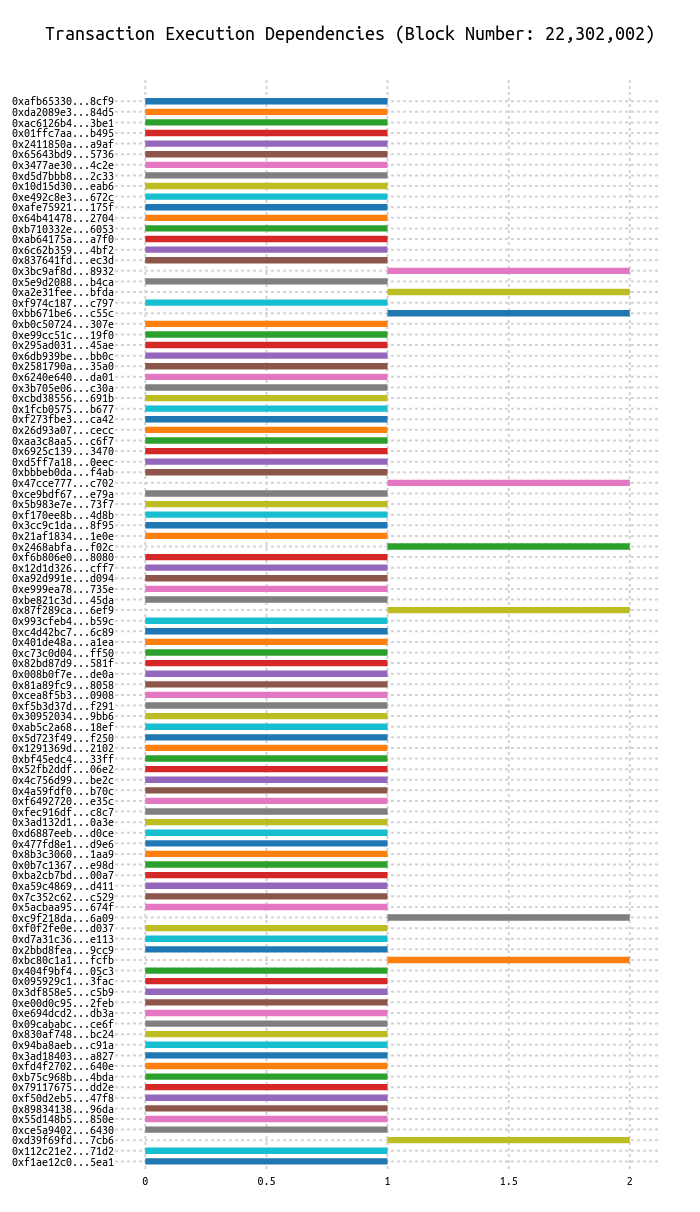 Transaction Execution Dependencies (Block Number: 22,302,002)
0xafb65330...8cf9
0xda2089e3...84d5
0xac6126b4...3be1
0x01ffc7aa...b495
0x2411850a...a9af
0x65643bd9...5736
0x3477ae30...4c2e
0xd5d7bbb8...2c33
0x10d15d30...eab6
0xe492c8e3...672c
0xafe75921...175f
0x64b41478...2704
0xb710332e...6053
0xab64175a...a7f0
0x6c62b359...4bf2
0x837641fd...ec3d
0x3bc9af8d...8932
0x5e9d2088...b4ca
0xa2e31fee...bfda
0xf974c187...c797
0xbb671be6...c55c
0xb0c50724...307e
0xe99cc51c...19f0
0x295ad031...45ae
0x6db939be...bb0c
0x2581790a...35a0
0x6240e640...da01
0x3b705e06...c30a
0xcbd38556...691b
0x1fcb0575...b677
0xf273fbe3...ca42
0x26d93a07...cecc
0xaa3c8aa5...c6f7
0x6925c139...3470
0xd5ff7a18...0eec
0xbbbeb0da...f4ab
0x47cce777...c702
0xce9bdf67...e79a
0x5b983e7e...73f7
0xf170ee8b...4d8b
0x3cc9c1da...8f95
0x21af1834...1e0e
0x2468abfa...f02c
0xf6b806e0...8080
0x12d1d326...cff7
0xa92d991e...d094
0xe999ea78...735e
0xbe821c3d...45da
0x87f289ca...6ef9
0x993cfeb4...b59c
0xc4d42bc7...6c89
0x401de48a...a1ea
0xc73c0d04...ff50
0x82bd87d9...581f
0x008b0f7e...de0a
0x81a89fc9...8058
0xcea8f5b3...0908
0xf5b3d37d...f291
0x30952034...9bb6
0xab5c2a68...18ef
0x5d723f49...f250
0x1291369d...2102
0xbf45edc4...33ff
0x52fb2ddf...06e2
0x4c756d99...be2c
0x4a59fdf0...b70c
0xf6492720...e35c
0xfec916df...c8c7
0x3ad132d1...0a3e
0xd6887eeb...d0ce
0x477fd8e1...d9e6
0x8b3c3060...1aa9
0x0b7c1367...e98d
0xba2cb7bd...00a7
0xa59c4869...d411
0x7c352c62...c529
0x5acbaa95...674f
0xc9f218da...6a09
0xf0f2fe0e...d037
0xd7a31c36...e113
0x2bbd8fea...9cc9
0xbc80c1a1...fcfb
0x404f9bf4...05c3
0x095929c1...3fac
0x3df858e5...c5b9
0xe00d0c95...2feb
0xe694dcd2...db3a
0x09cababc...ce6f
0x830af748...bc24
0x94ba8aeb...c91a
0x3ad18403...a827
0xfd4f2702...640e
0xb75c968b...4bda
0x79117675...dd2e
0xf50d2eb5...47f8
0x89834138...96da
0x55d148b5...850e
0xce5a9402...6430
0xd39f69fd...7cb6
0x112c21e2...71d2
0xf1ae12c0...5ea1
0 0.5 1 1.5 2